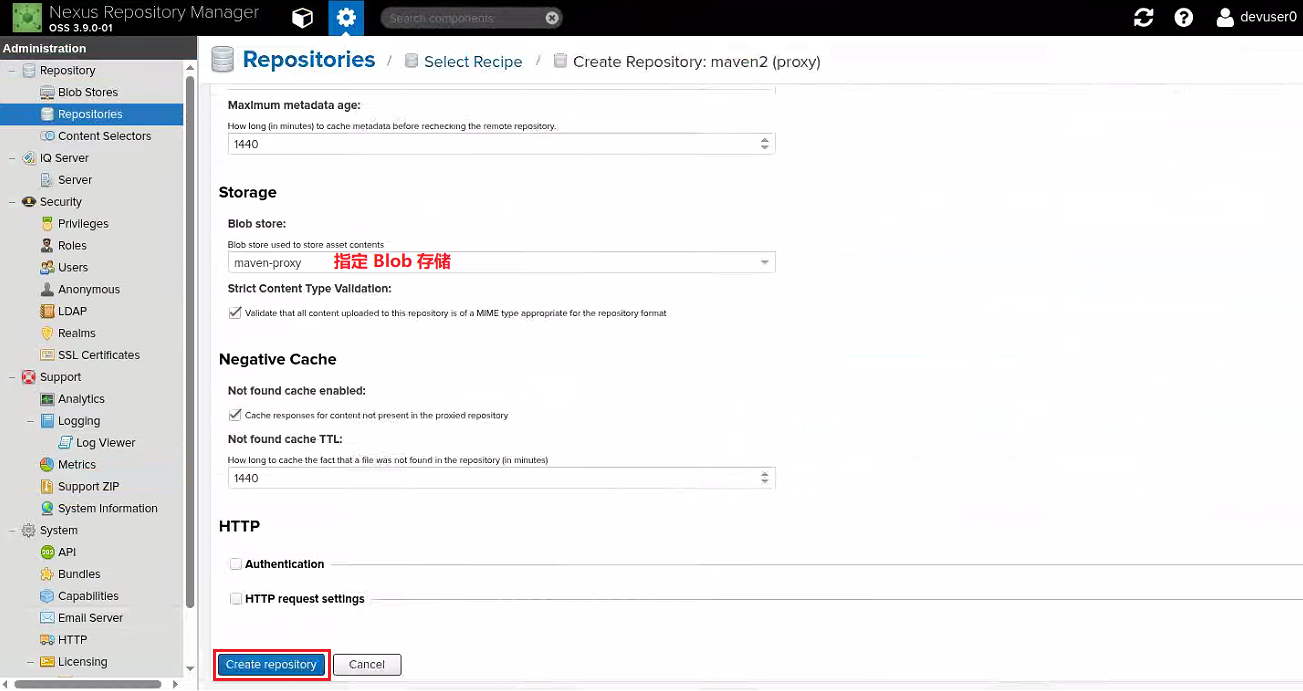 Nexus Repository Manager
OSS 3.9.0-01
Search components
devuser0
Administration
Repository
Blob Stores
Repositories
Content Selectors
IQ Server
Server
Security
Privileges
Roles
Users
Anonymous
LDAP
Realms
SSL Certificates
Support
Analytics
Logging
Log Viewer
Metrics
Support ZIP
System Information
System
API
Bundles
Capabilities
Email Server
HTTP
Licensing
Repositories / Select Recipe / Create Repository: maven2 (proxy)
Maximum metadata age:
How long (in minutes) to cache metadata before rechecking the remote repository.
1440
Storage
Blob store:
Blob store used to store asset contents
maven-proxy 指定 Blob 存储
Strict Content Type Validation:
Validate that all content uploaded to this repository is of a MIME type appropriate for the repository format
Negative Cache
Not found cache enabled:
Cache responses for content not present in the proxied repository
Not found cache TTL:
How long to cache the fact that a file was not found in the repository (in minutes)
1440
HTTP
Authentication
HTTP request settings
Create repository
Cancel